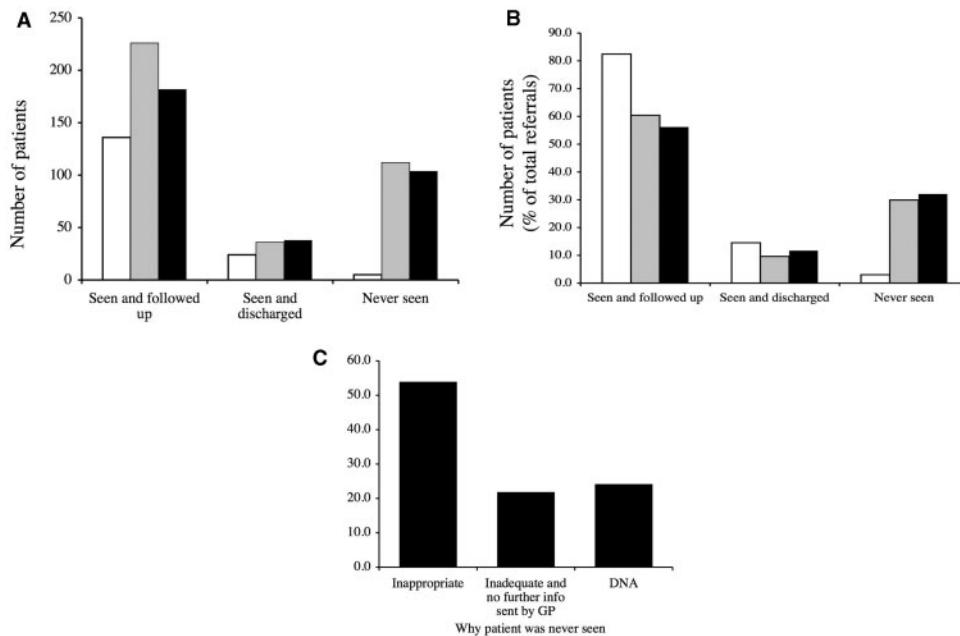 A
Number of patients
250
200
150
100
50
0
Seen and followed
up
Seen and
discharged
Never seen
B
Number of patients
(% of total referrals)
90.0
80.0
70.0
60.0
50.0
40.0
30.0
20.0
10.0
0.0
Seen and followed up
Seen and discharged
Never seen
C
60.0
50.0
40.0
30.0
20.0
10.0
0.0
Inappropriate
Inadequate and
no further info
sent by GP
DNA
Why patient was never seen